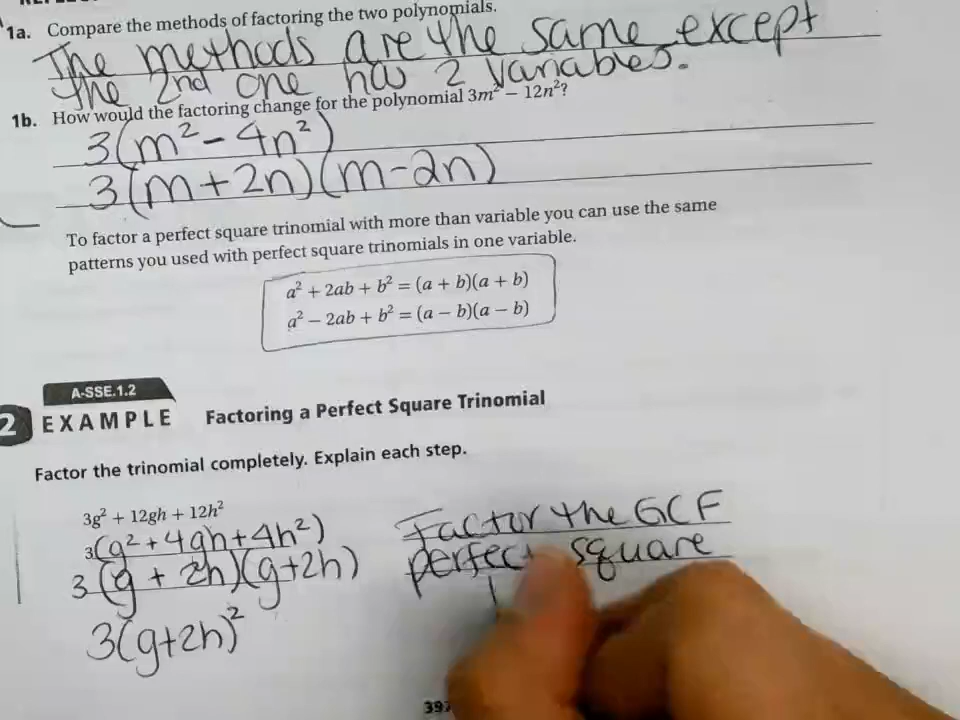 1a. Compare the methods of factoring the two polynomials.
The methods are the same except
the 2nd one has 2 variables.
1b. How would the factoring change for the polynomial 3m² − 12n²?
3(m² - 4n²)
3(m+2n)(m-2n)
To factor a perfect square trinomial with more than variable you can use the same
patterns you used with perfect square trinomials in one variable.
a² + 2ab + b² = (a + b)(a + b)
a² − 2ab + b² = (a − b)(a − b)
A-SSE.1.2
2 EXAMPLE Factoring a Perfect Square Trinomial
Factor the trinomial completely. Explain each step.
3g² + 12gh + 12h²
3(g² + 4gh + 4h²) Factor the GCF
3(g + 2h)(g+2h) perfect square
3(g+2h)²